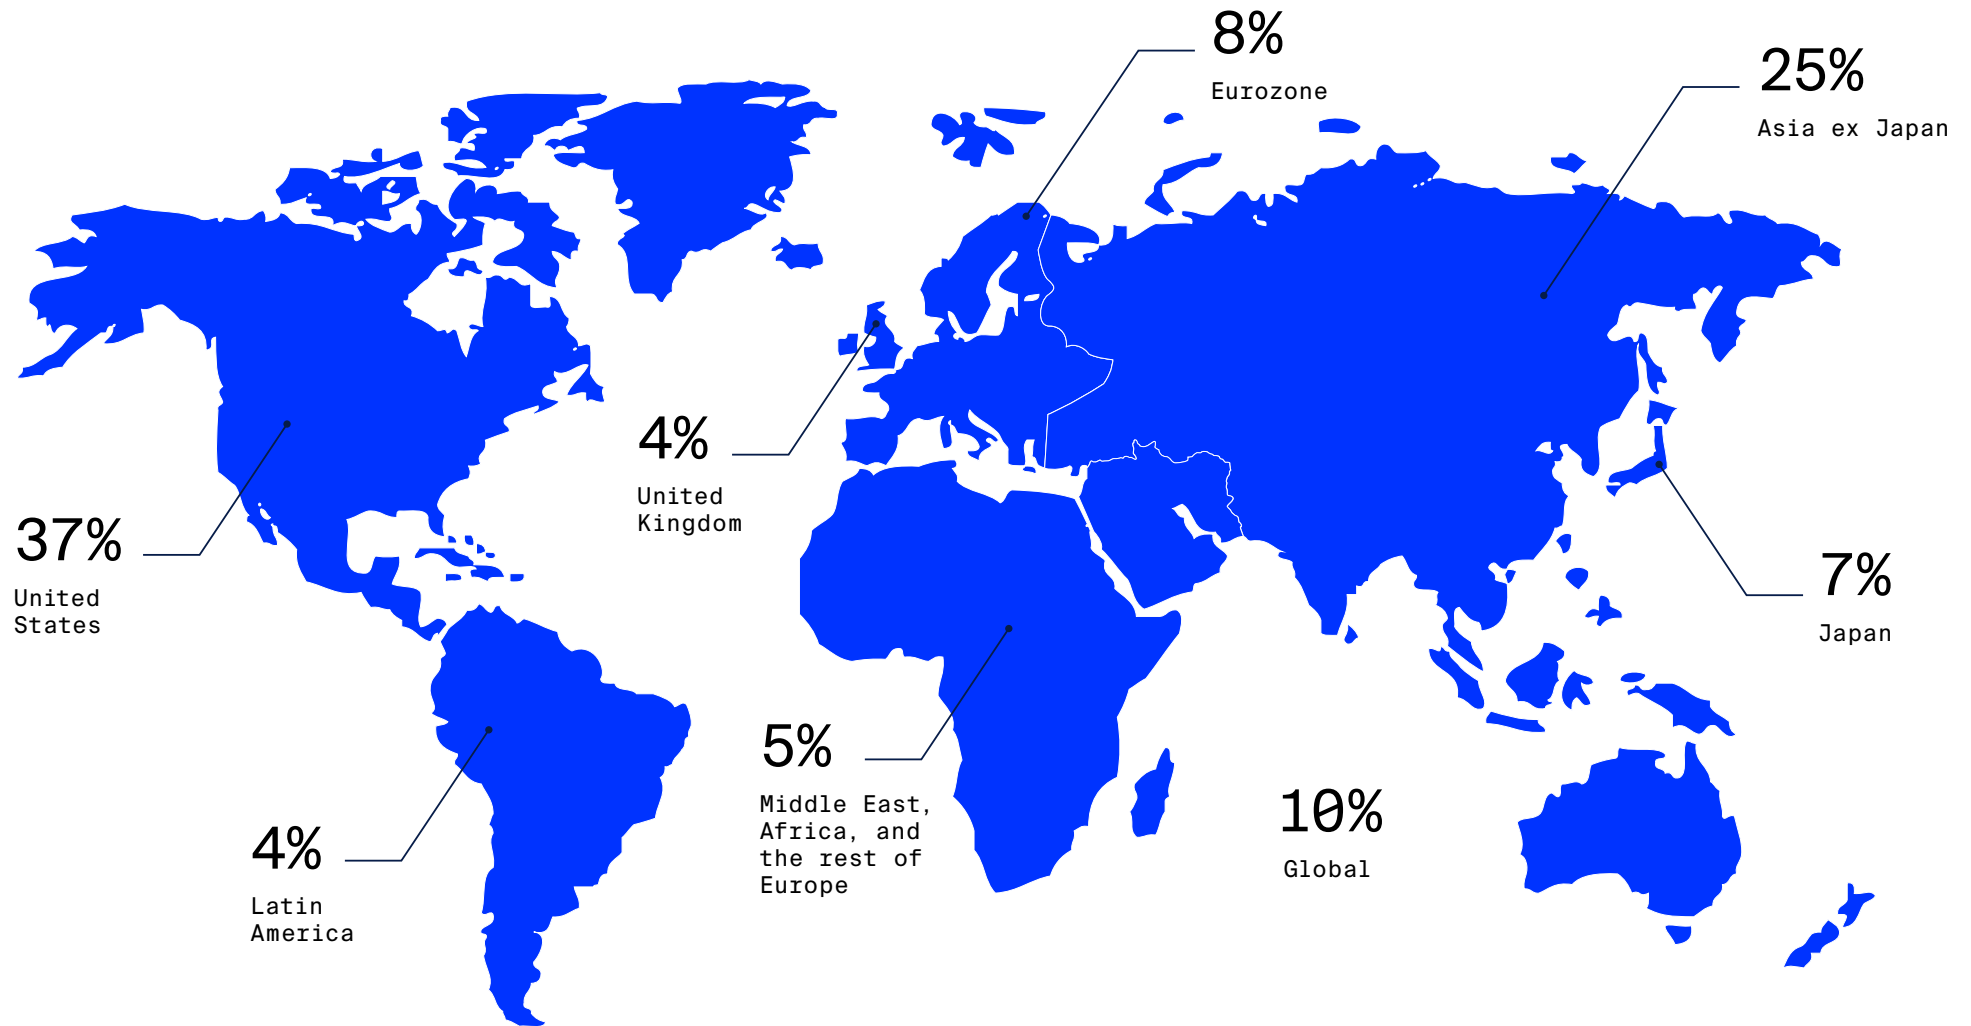 8%
Eurozone
25%
Asia ex Japan
4%
United
Kingdom
37%
United
States
7%
Japan
5%
Middle East,
Africa, and
the rest of
Europe
10%
Global
4%
Latin
America